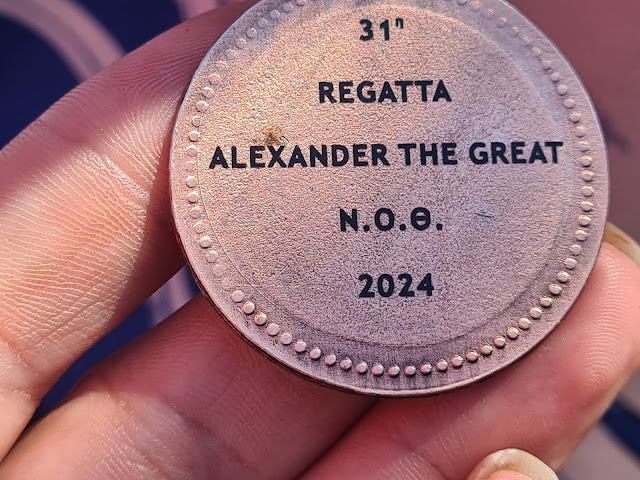 31η
REGATTA
ALEXANDER THE GREAT
Ν.Ο.Θ.
2024